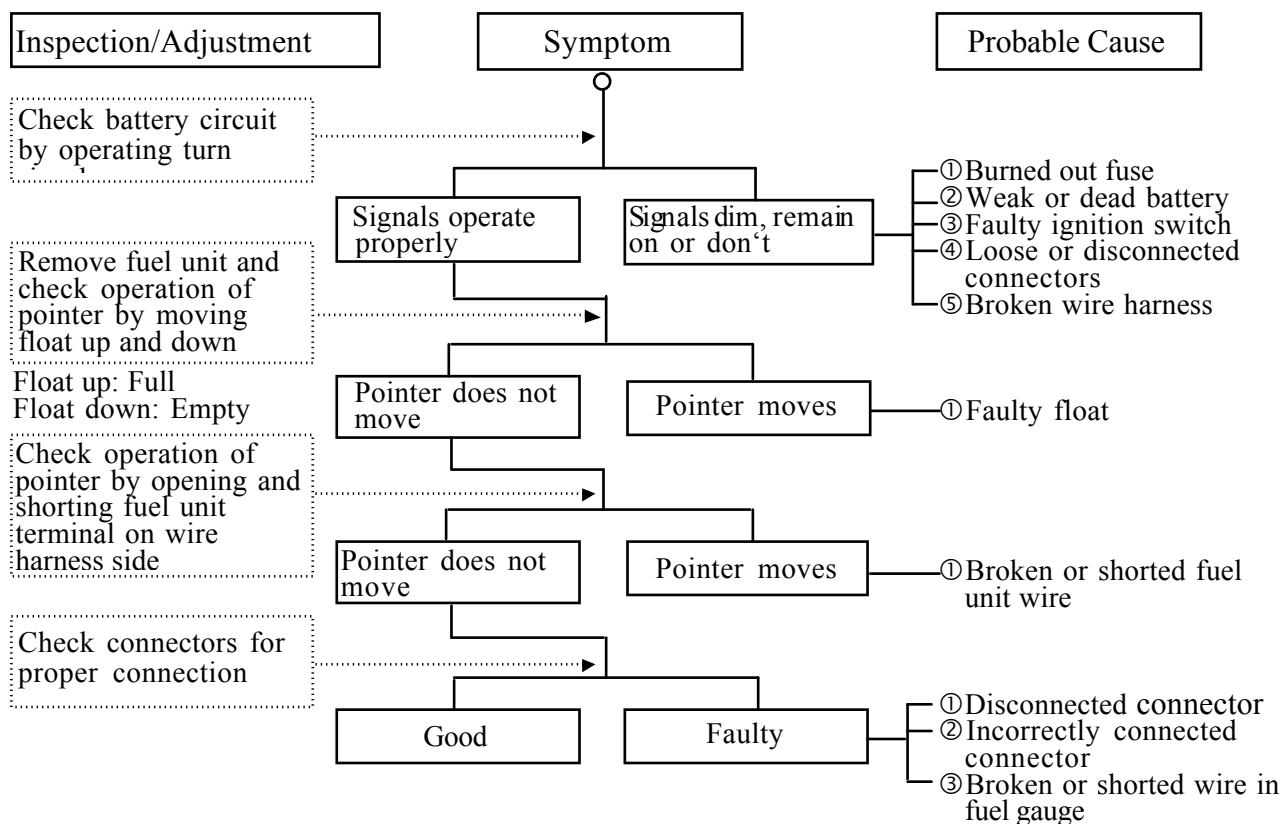 Inspection/Adjustment
Symptom
Probable Cause
Check battery circuit
by operating turn
Signals operate
properly
Signals dim, remain
on or don‘t
①Burned out fuse
②Weak or dead battery
③Faulty ignition switch
④Loose or disconnected
connectors
⑤Broken wire harness
Remove fuel unit and
check operation of
pointer by moving
float up and down
Float up: Full
Float down: Empty
Pointer does not
move
Pointer moves
①Faulty float
Check operation of
pointer by opening and
shorting fuel unit
terminal on wire
harness side
Pointer does not
move
Pointer moves
①Broken or shorted fuel
unit wire
Check connectors for
proper connection
Good
Faulty
①Disconnected connector
②Incorrectly connected
connector
③Broken or shorted wire in
fuel gauge